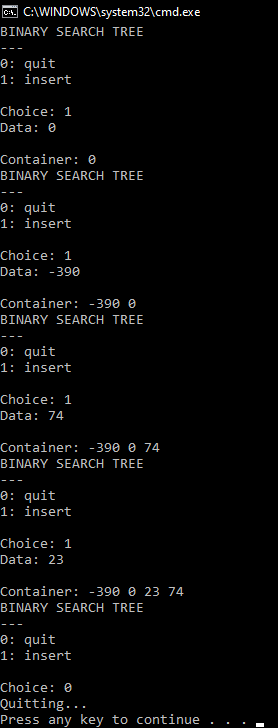 C:\WINDOWS\system32\cmd.exe
BINARY SEARCH TREE
---
0: quit
1: insert
Choice: 1
Data: 0
Container: 0
BINARY SEARCH TREE
---
0: quit
1: insert
Choice: 1
Data: -390
Container: -390 0
BINARY SEARCH TREE
---
0: quit
1: insert
Choice: 1
Data: 74
Container: -390 0 74
BINARY SEARCH TREE
---
0: quit
1: insert
Choice: 1
Data: 23
Container: -390 0 23 74
BINARY SEARCH TREE
---
0: quit
1: insert
Choice: 0
Quitting...
Press any key to continue . . .